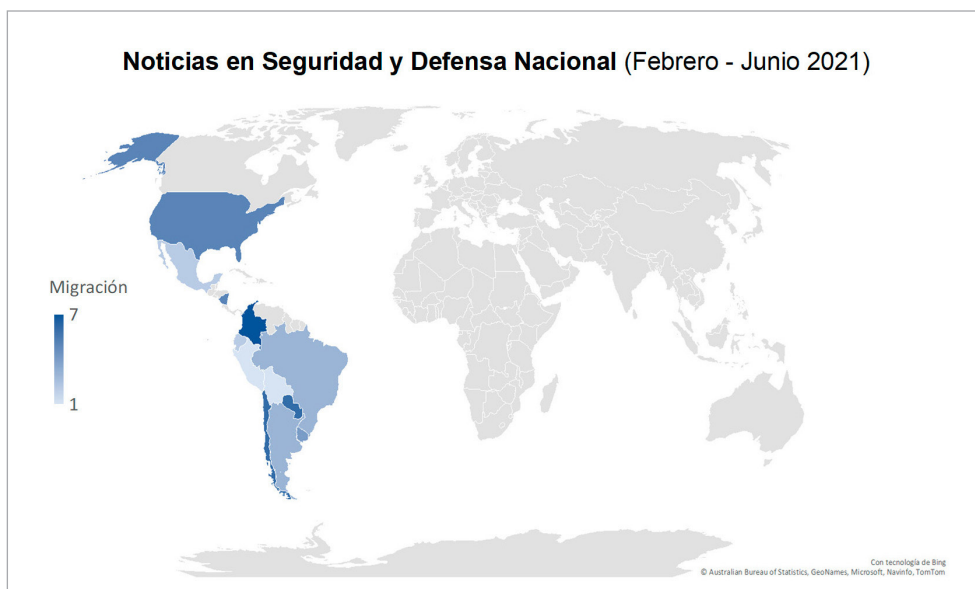 Noticias en Seguridad y Defensa Nacional (Febrero - Junio 2021)
Migración
7
1
Con tecnología de Bing
© Australian Bureau of Statistics, GeoNames, Microsoft, Navinfo, TomTom